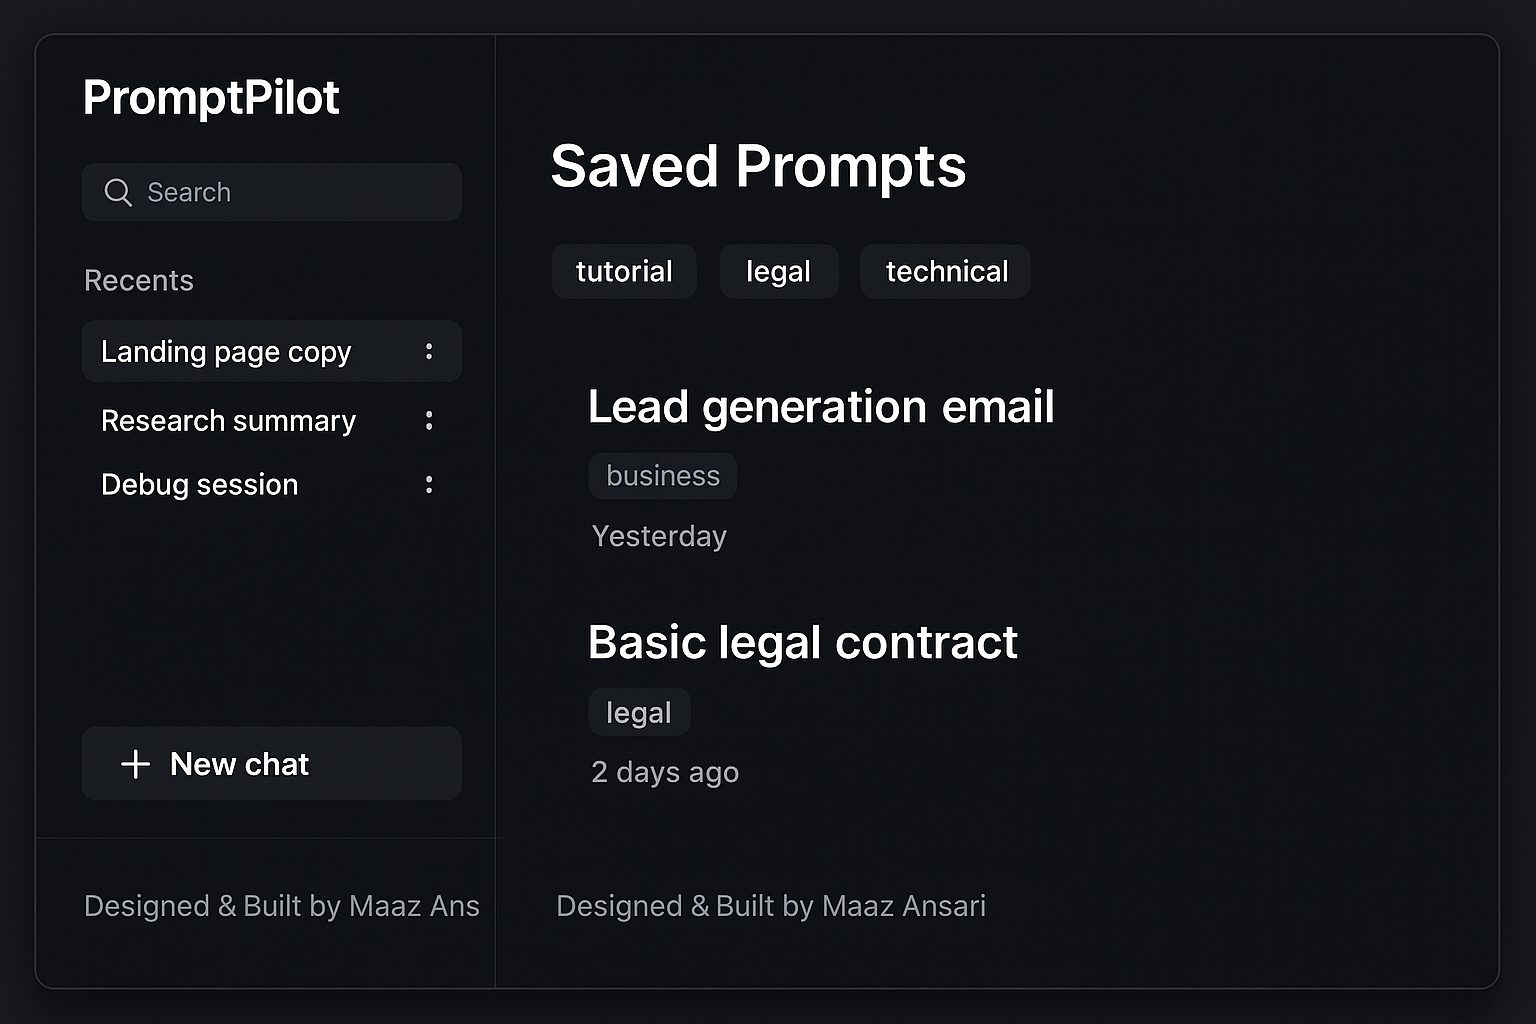 PromptPilot
Search
Recents
Landing page copy
Research summary
Debug session
New chat
Designed & Built by Maaz Ans
Saved Prompts
tutorial legal technical
Lead generation email
business
Yesterday
Basic legal contract
legal
2 days ago
Designed & Built by Maaz Ansari